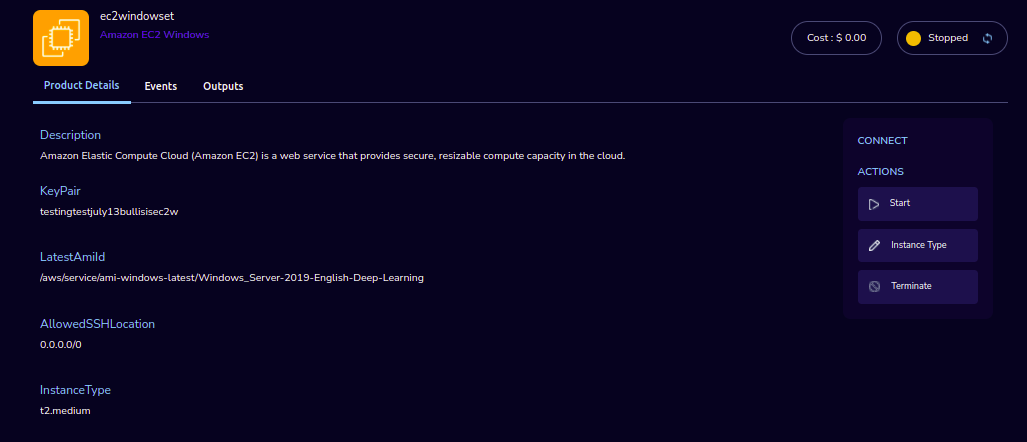 ec2windowset
Amazon EC2 Windows
Cost : $ 0.00
Stopped
Product Details
Events
Outputs
Description
Amazon Elastic Compute Cloud (Amazon EC2) is a web service that provides secure, resizable compute capacity in the cloud.
KeyPair
testingtestjuly13bullisisec2w
LatestAmiId
/aws/service/ami-windows-latest/Windows_Server-2019-English-Deep-Learning
AllowedSSHLocation
0.0.0.0/0
InstanceType
t2.medium
CONNECT
ACTIONS
Start
Instance Type
Terminate